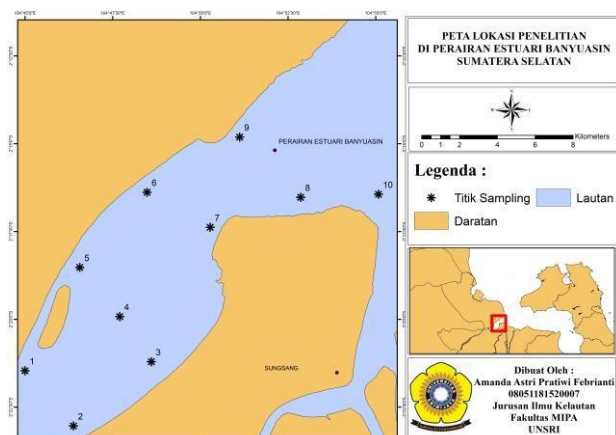 PETA LOKASI PENELITIAN
DI PERAIRAN ESTUARI BANYUASIN
SUMATERA SELATAN
0 1 2 4 6 8
Kilometers
Legenda :
Titik Sampling
Lautan
Daratan
9
PERAIRAN ESTUARI BANYUASIN
6
8
10
7
5
4
3
1
2
SUNGSANG
Dibuat Oleh :
Amanda Astri Pratiwi Febrianti
08051181520007
Jurusan Ilmu Kelautan
Fakultas MIPA
UNSRI